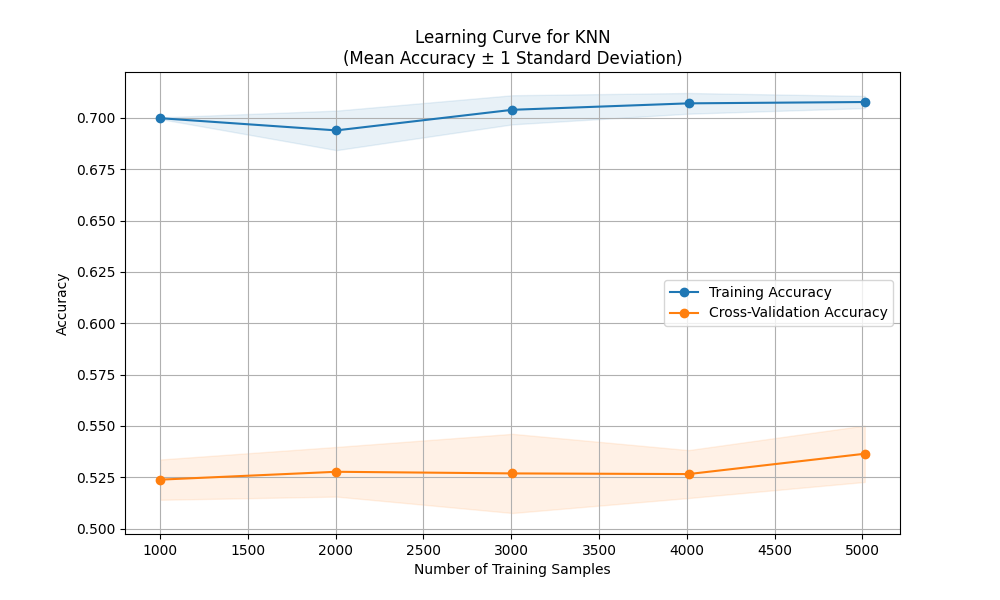 Learning Curve for KNN
(Mean Accuracy ± 1 Standard Deviation)
Accuracy
0.700
0.675
0.650
0.625
0.600
0.575
0.550
0.525
0.500
Training Accuracy
Cross-Validation Accuracy
1000 1500 2000 2500 3000 3500 4000 4500 5000
Number of Training Samples